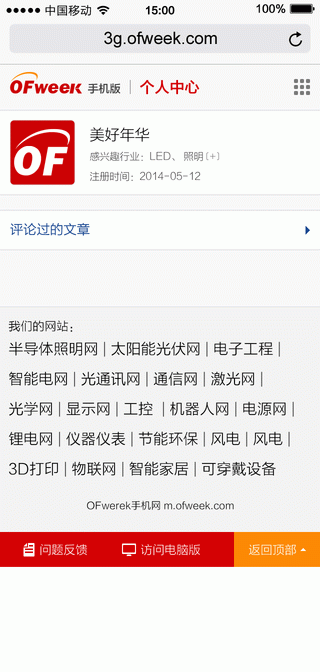 中国移动 15:00 100%
3g.ofweek.com
OFweek 手机版 | 个人中心
OF
美好年华
感兴趣行业：LED、照明(+)
注册时间：2014-05-12
评论过的文章
我们的网站：
半导体照明网 | 太阳能光伏网 | 电子工程 |
智能电网 | 光通讯网 | 通信网 | 激光网 |
光学网 | 显示网 | 工控 | 机器人网 | 电源网 |
锂电网 | 仪器仪表 | 节能环保 | 风电 | 风电 |
3D打印 | 物联网 | 智能家居 | 可穿戴设备
OFwerek手机网 m.ofweek.com
问题反馈 访问电脑版 返回顶部